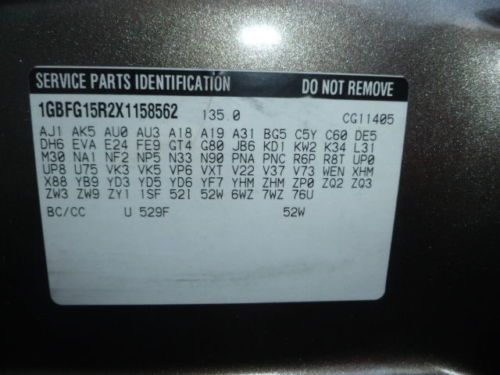 SERVICE PARTS IDENTIFICATION DO NOT REMOVE
1GBFG15R2X1158562 135.0 CG11405
AJ1 AK5 AU0 AU3 A18 A19 A31 BG5 C5Y C60 DE5
DH6 EVA E24 FE9 GT4 G80 JB6 KD1 KW2 K34 L31
M30 NA1 NF2 NP5 N33 N90 PNA PNC R6P R8T UP0
UP8 U75 VK3 VK5 VP6 VXT V22 V37 V73 WEN XHM
X88 YB9 YD3 YD5 YD6 YF7 YHM ZHM ZP0 ZQ2 ZQ3
ZW3 ZW9 ZY1 1SF 52I 52W 6WZ 7WZ 76U
BC/CC U 529F 52W